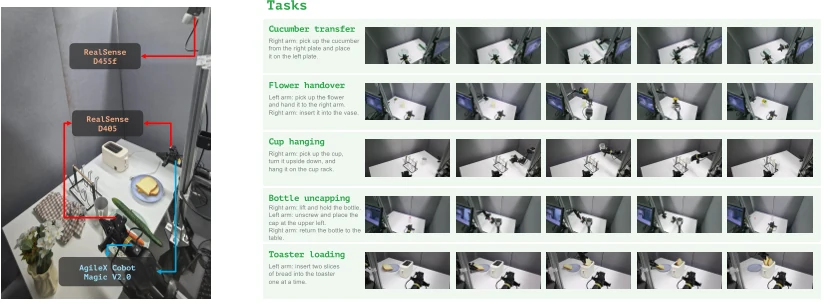 RealSense
D455f
RealSense
D405
AgileX Cobot
Magic V2.0
Tasks
Cucumber transfer
Right arm: pick up the cucumber
from the right plate and place
it on the left plate.
Flower handover
Left arm: pick up the flower
and hand it to the right arm.
Right arm: insert it into the vase.
Cup hanging
Right arm: pick up the cup,
turn it upside down, and
hang it on the cup rack.
Bottle uncapping
Right arm: lift and hold the bottle.
Left arm: unscrew and place the
cap at the upper left.
Right arm: return the bottle to the
table.
Toaster loading
Left arm: insert two slices
of bread into the toaster
one at a time.